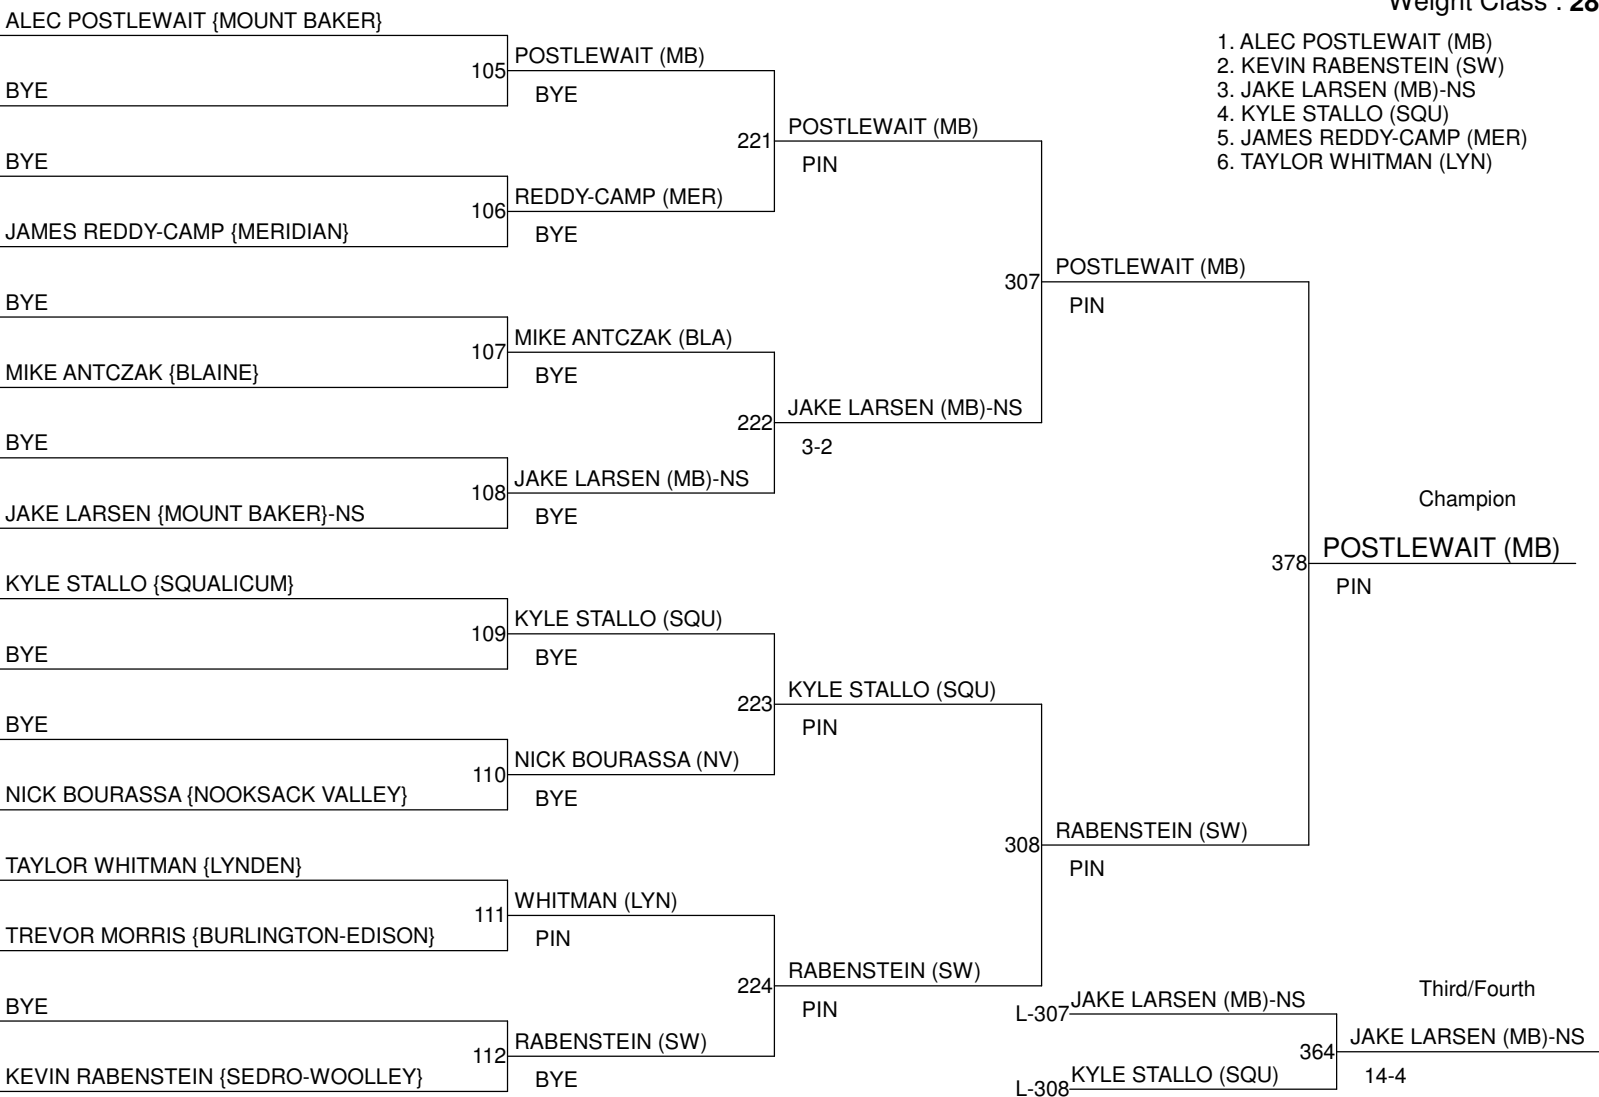 Weight Class : 28
1. ALEC POSTLEWAIT (MB)
2. KEVIN RABENSTEIN (SW)
3. JAKE LARSEN (MB)-NS
4. KYLE STALLO (SQU)
5. JAMES REDDY-CAMP (MER)
6. TAYLOR WHITMAN (LYN)
ALEC POSTLEWAIT {MOUNT BAKER}
BYE
BYE
JAMES REDDY-CAMP {MERIDIAN}
BYE
MIKE ANTCZAK {BLAINE}
BYE
JAKE LARSEN {MOUNT BAKER}-NS
KYLE STALLO {SQUALICUM}
BYE
BYE
NICK BOURASSA {NOOKSACK VALLEY}
TAYLOR WHITMAN {LYNDEN}
TREVOR MORRIS {BURLINGTON-EDISON}
BYE
KEVIN RABENSTEIN {SEDRO-WOOLLEY}
105 POSTLEWAIT (MB)
BYE
106 REDDY-CAMP (MER)
BYE
107 MIKE ANTCZAK (BLA)
BYE
108 JAKE LARSEN (MB)-NS
BYE
109 KYLE STALLO (SQU)
BYE
110 NICK BOURASSA (NV)
BYE
111 WHITMAN (LYN)
PIN
112 RABENSTEIN (SW)
BYE
221 POSTLEWAIT (MB)
PIN
222 JAKE LARSEN (MB)-NS
3-2
223 KYLE STALLO (SQU)
PIN
224 RABENSTEIN (SW)
PIN
307 POSTLEWAIT (MB)
PIN
308 RABENSTEIN (SW)
PIN
Champion
378 POSTLEWAIT (MB)
PIN
Third/Fourth
L-307 JAKE LARSEN (MB)-NS
L-308 KYLE STALLO (SQU)
364 JAKE LARSEN (MB)-NS
14-4